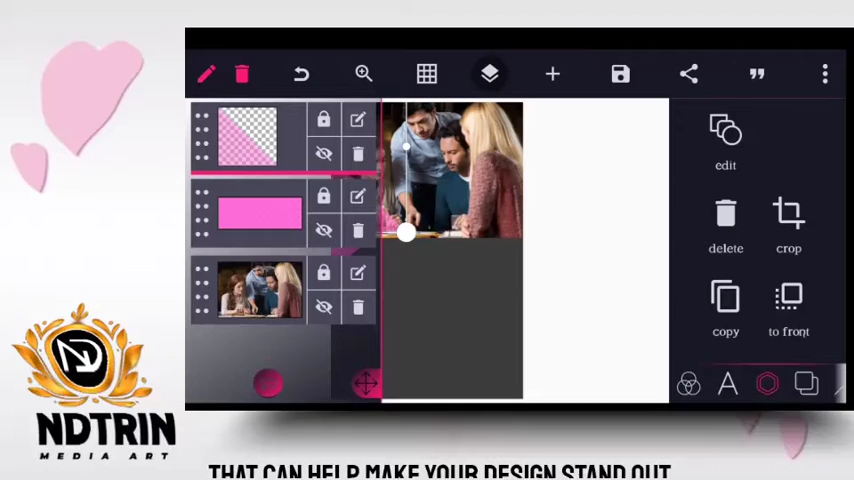 edit
delete
crop
copy
to front
NDTRIN
MEDIA ART
THAT CAN HELP MAKE YOUR DESIGN STAND OUT